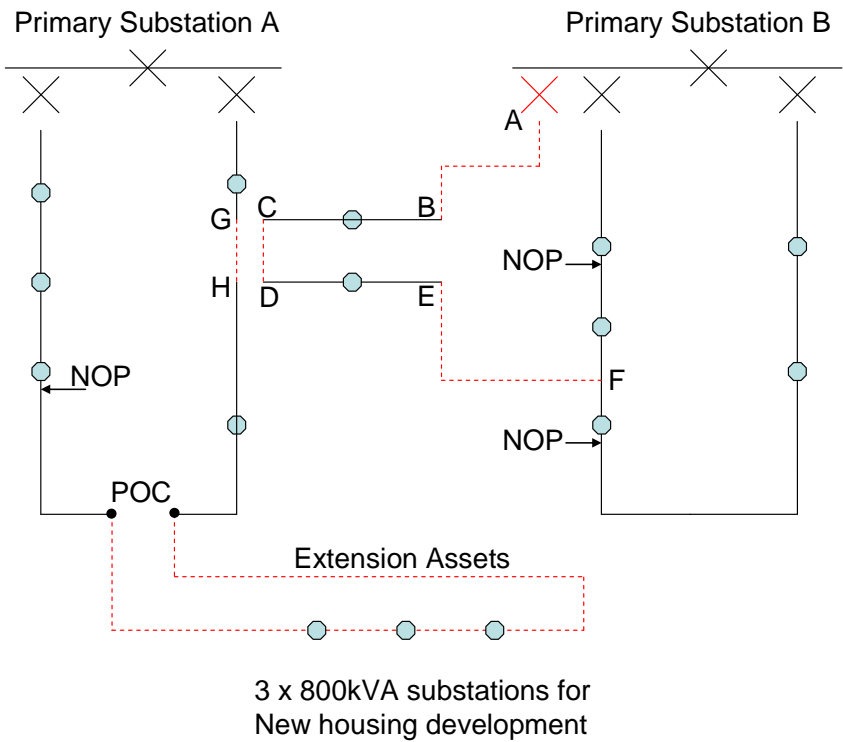 Primary Substation A
Primary Substation B
A
G
C
B
NOP
H
D
E
NOP
F
NOP
POC
Extension Assets
3 x 800kVA substations for
New housing development